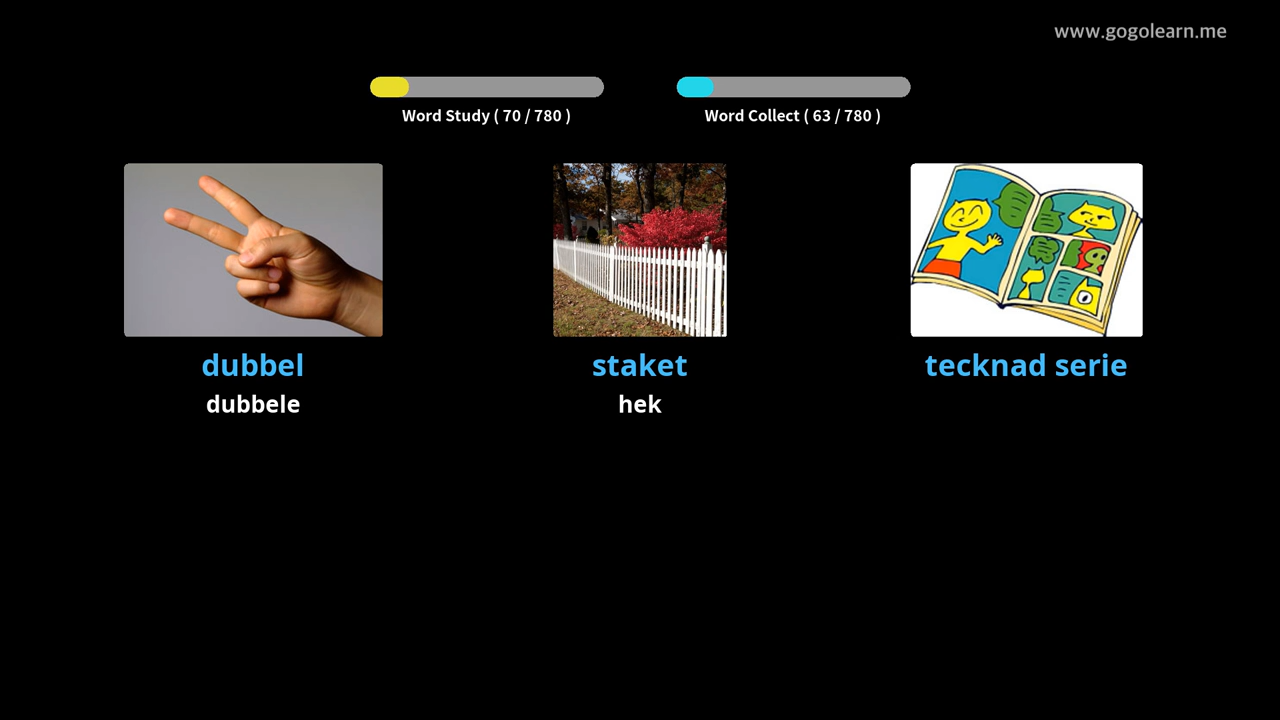 www.gogolearn.me
Word Study ( 70 / 780 )
Word Collect ( 63 / 780 )
dubbel
staket
tecknad serie
dubbele
hek